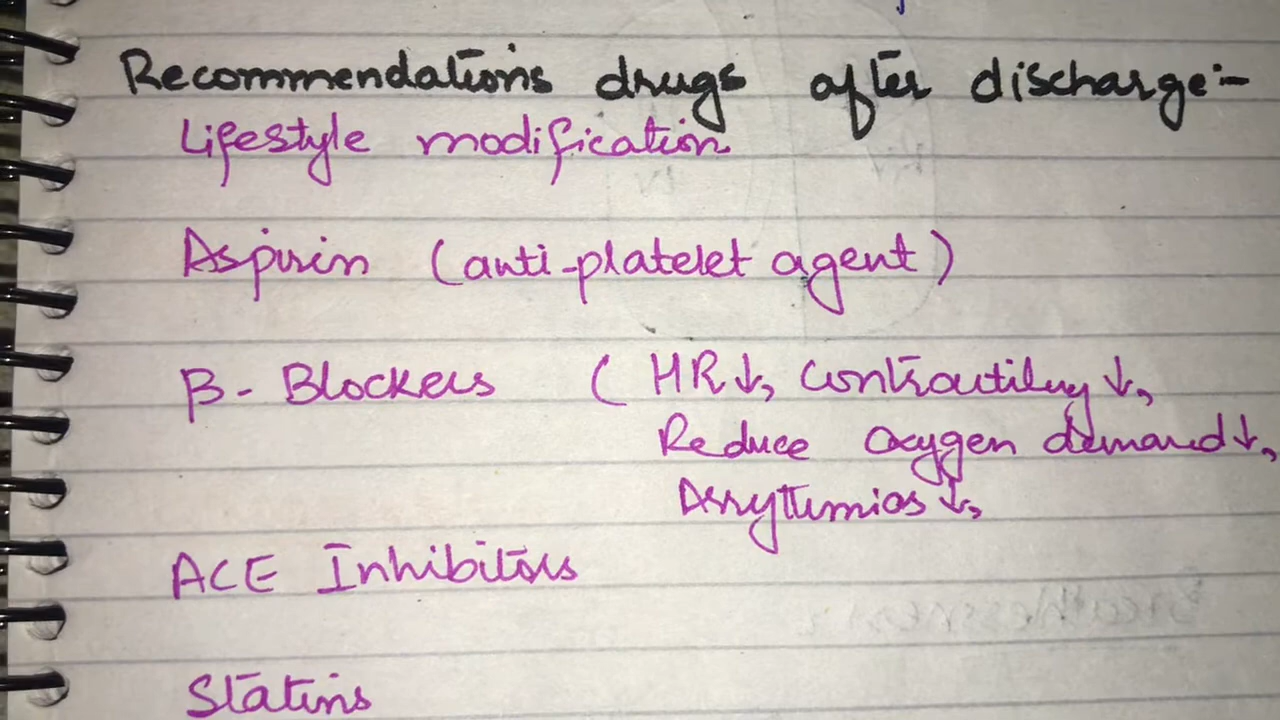 Recommendations drugs after discharge:-
Lifestyle modification
Aspirin (anti-platelet agent)
β- Blockers ( HR↓, Contractility ↓,
Reduce oxygen demand↓,
Arrythmias ↓,
ACE Inhibitors
Statins